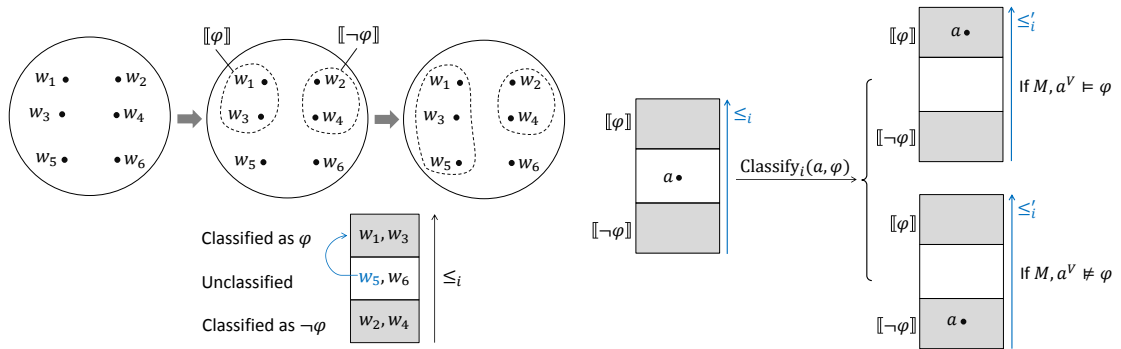 ⟦φ⟧ ⟦¬φ⟧
w₁ w₂
w₃ w₄
w₅ w₆
w₁ w₂
w₃ w₄
w₅ w₆
w₁ w₂
w₃ w₄
w₅ w₆
Classified as φ w₁, w₃
Unclassified w₅, w₆ ≤ᵢ
Classified as ¬φ w₂, w₄
⟦φ⟧ ≤ᵢ
a
⟦¬φ⟧
Classifyᵢ(a, φ)
⟦φ⟧ a ≤ᵢ′
If M, aⱽ ⊨ φ
⟦¬φ⟧
⟦φ⟧ ≤ᵢ′
If M, aⱽ ⊭ φ
⟦¬φ⟧ a